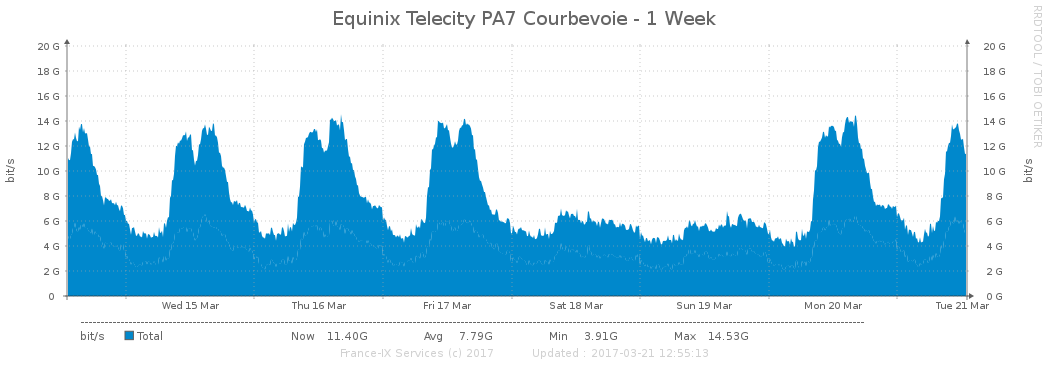 Equinix Telecity PA7 Courbevoie - 1 Week
RRDTOOL / TOBI OETIKER
bit/s
20 G 20 G
18 G 18 G
16 G 16 G
14 G 14 G
12 G 12 G
10 G 10 G
8 G 8 G
6 G 6 G
4 G 4 G
2 G 2 G
0 0 G
bit/s
Wed 15 Mar Thu 16 Mar Fri 17 Mar Sat 18 Mar Sun 19 Mar Mon 20 Mar Tue 21 Mar
bit/s Total Now 11.40G Avg 7.79G Min 3.91G Max 14.53G
France-IX Services (c) 2017 Updated : 2017-03-21 12:55:13